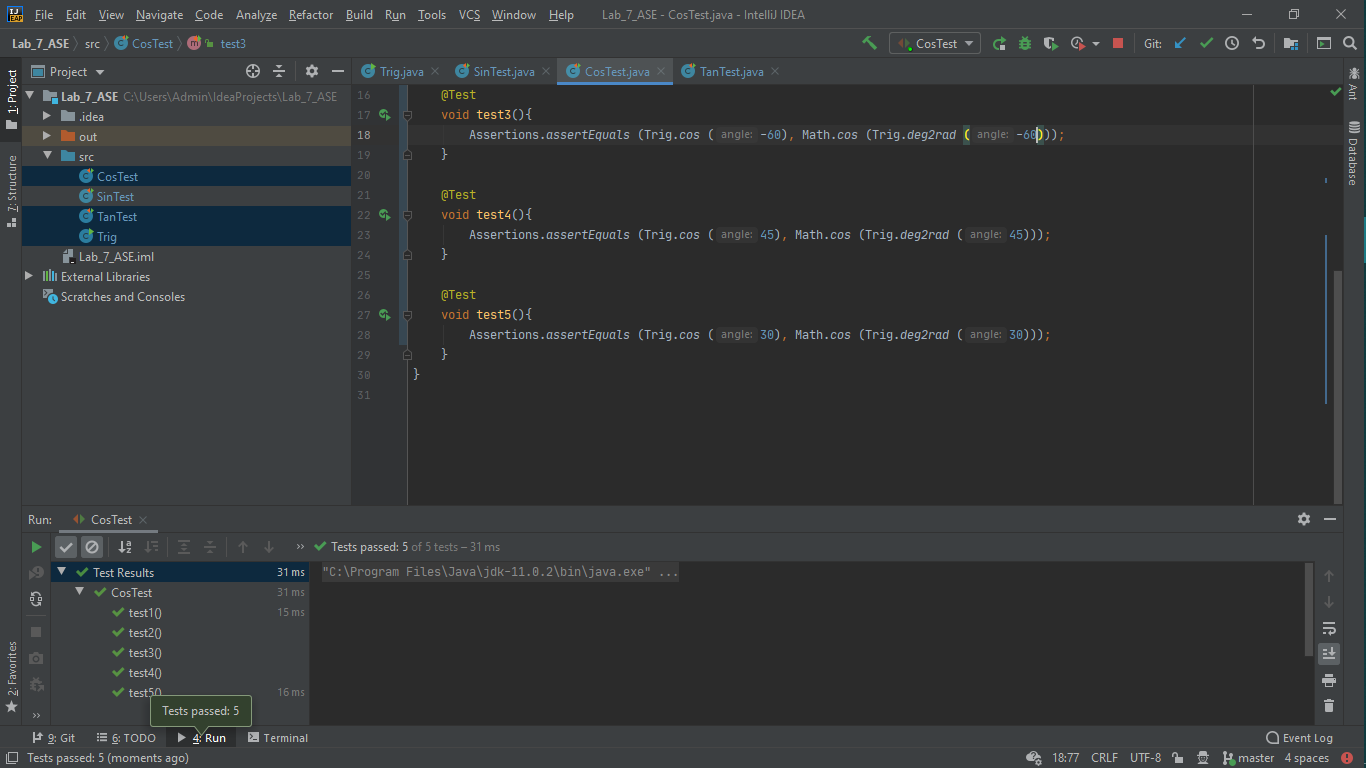 File Edit View Navigate Code Analyze Refactor Build Run Tools VCS Window Help Lab_7_ASE - CosTest.java - IntelliJ IDEA
Lab_7_ASE src CosTest test3 CosTest Git:
Project
Trig.java SinTest.java CosTest.java TanTest.java
1: Project
7: Structure
2: Favorites
Lab_7_ASE C:\Users\Admin\IdeaProjects\Lab_7_ASE
.idea
out
src
CosTest
SinTest
TanTest
Trig
Lab_7_ASE.iml
External Libraries
Scratches and Consoles
16 @Test
17 void test3(){
18 Assertions.assertEquals (Trig.cos ( angle: -60), Math.cos (Trig.deg2rad ( angle: -60)));
19 }
20
21 @Test
22 void test4(){
23 Assertions.assertEquals (Trig.cos ( angle: 45), Math.cos (Trig.deg2rad ( angle: 45)));
24 }
25
26 @Test
27 void test5(){
28 Assertions.assertEquals (Trig.cos ( angle: 30), Math.cos (Trig.deg2rad ( angle: 30)));
29 }
30 }
31
Ant
Database
Run: CosTest
» Tests passed: 5 of 5 tests – 31 ms
Test Results 31 ms
CosTest 31 ms
test1() 15 ms
test2()
test3()
test4()
test5() 16 ms
"C:\Program Files\Java\jdk-11.0.2\bin\java.exe" ...
»
Tests passed: 5
9: Git 6: TODO 4: Run Terminal Event Log
Tests passed: 5 (moments ago) 18:77 CRLF UTF-8 master 4 spaces